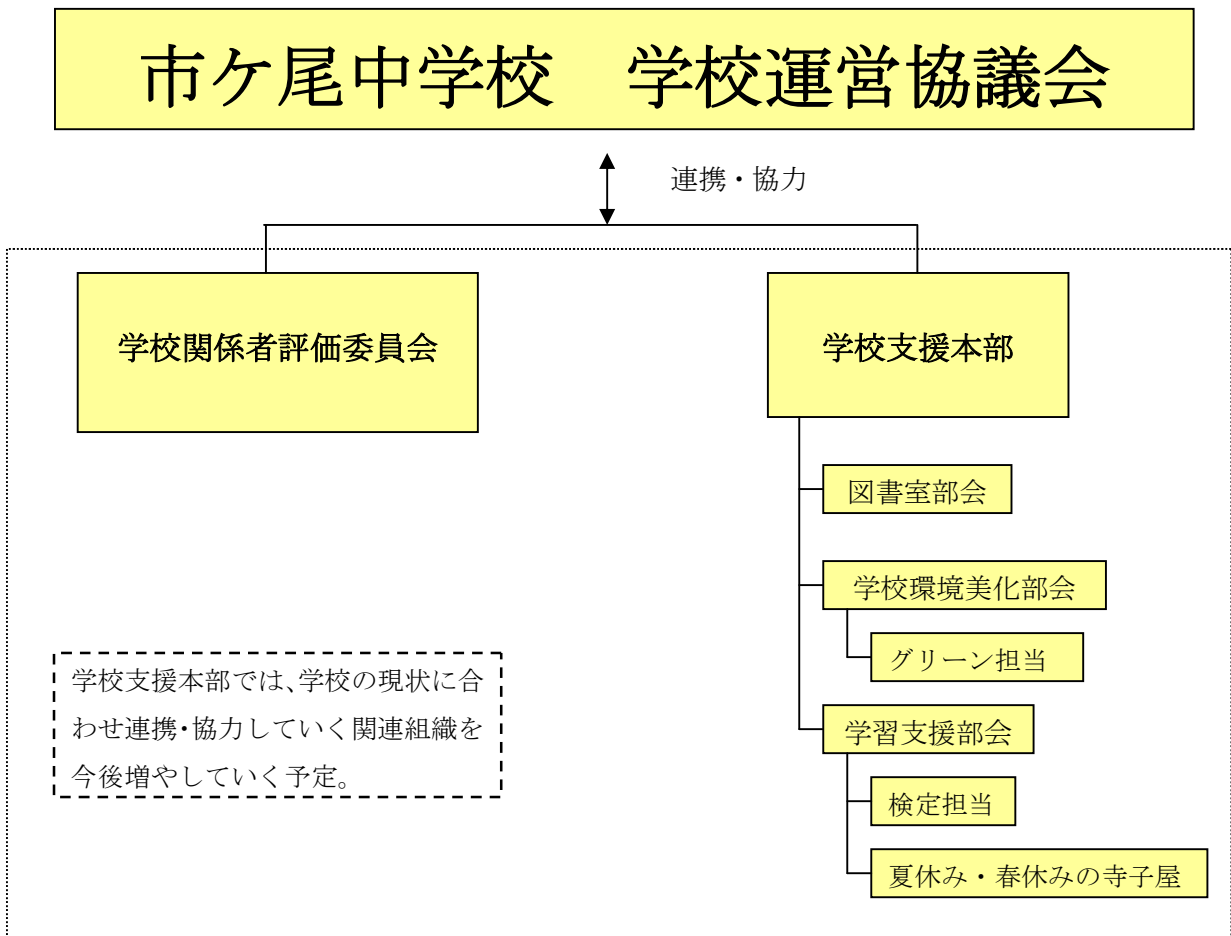 市ケ尾中学校　学校運営協議会
連携・協力
学校関係者評価委員会
学校支援本部
図書室部会
学校環境美化部会
グリーン担当
学習支援部会
検定担当
夏休み・春休みの寺子屋
学校支援本部では、学校の現状に合
わせ連携・協力していく関連組織を
今後増やしていく予定。